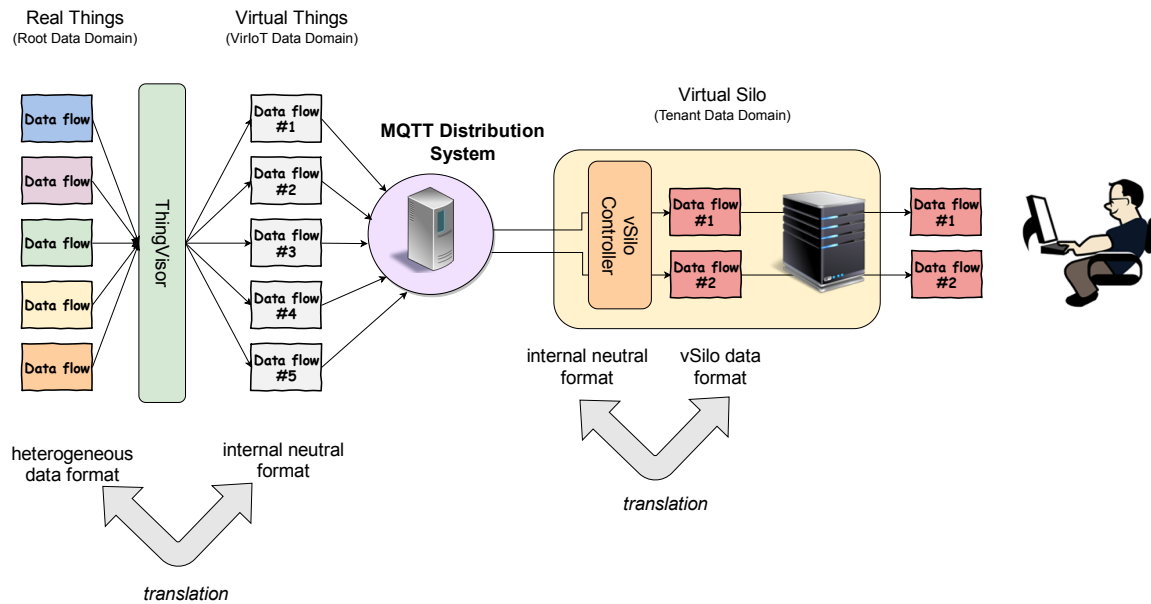 Real Things
(Root Data Domain)
Virtual Things
(VirIoT Data Domain)
Data flow
Data flow
Data flow
Data flow
Data flow
ThingVisor
Data flow
#1
Data flow
#2
Data flow
#3
Data flow
#4
Data flow
#5
MQTT Distribution
System
Virtual Silo
(Tenant Data Domain)
vSilo
Controller
Data flow
#1
Data flow
#2
Data flow
#1
Data flow
#2
internal neutral
format
vSilo data
format
translation
heterogeneous
data format
internal neutral
format
translation